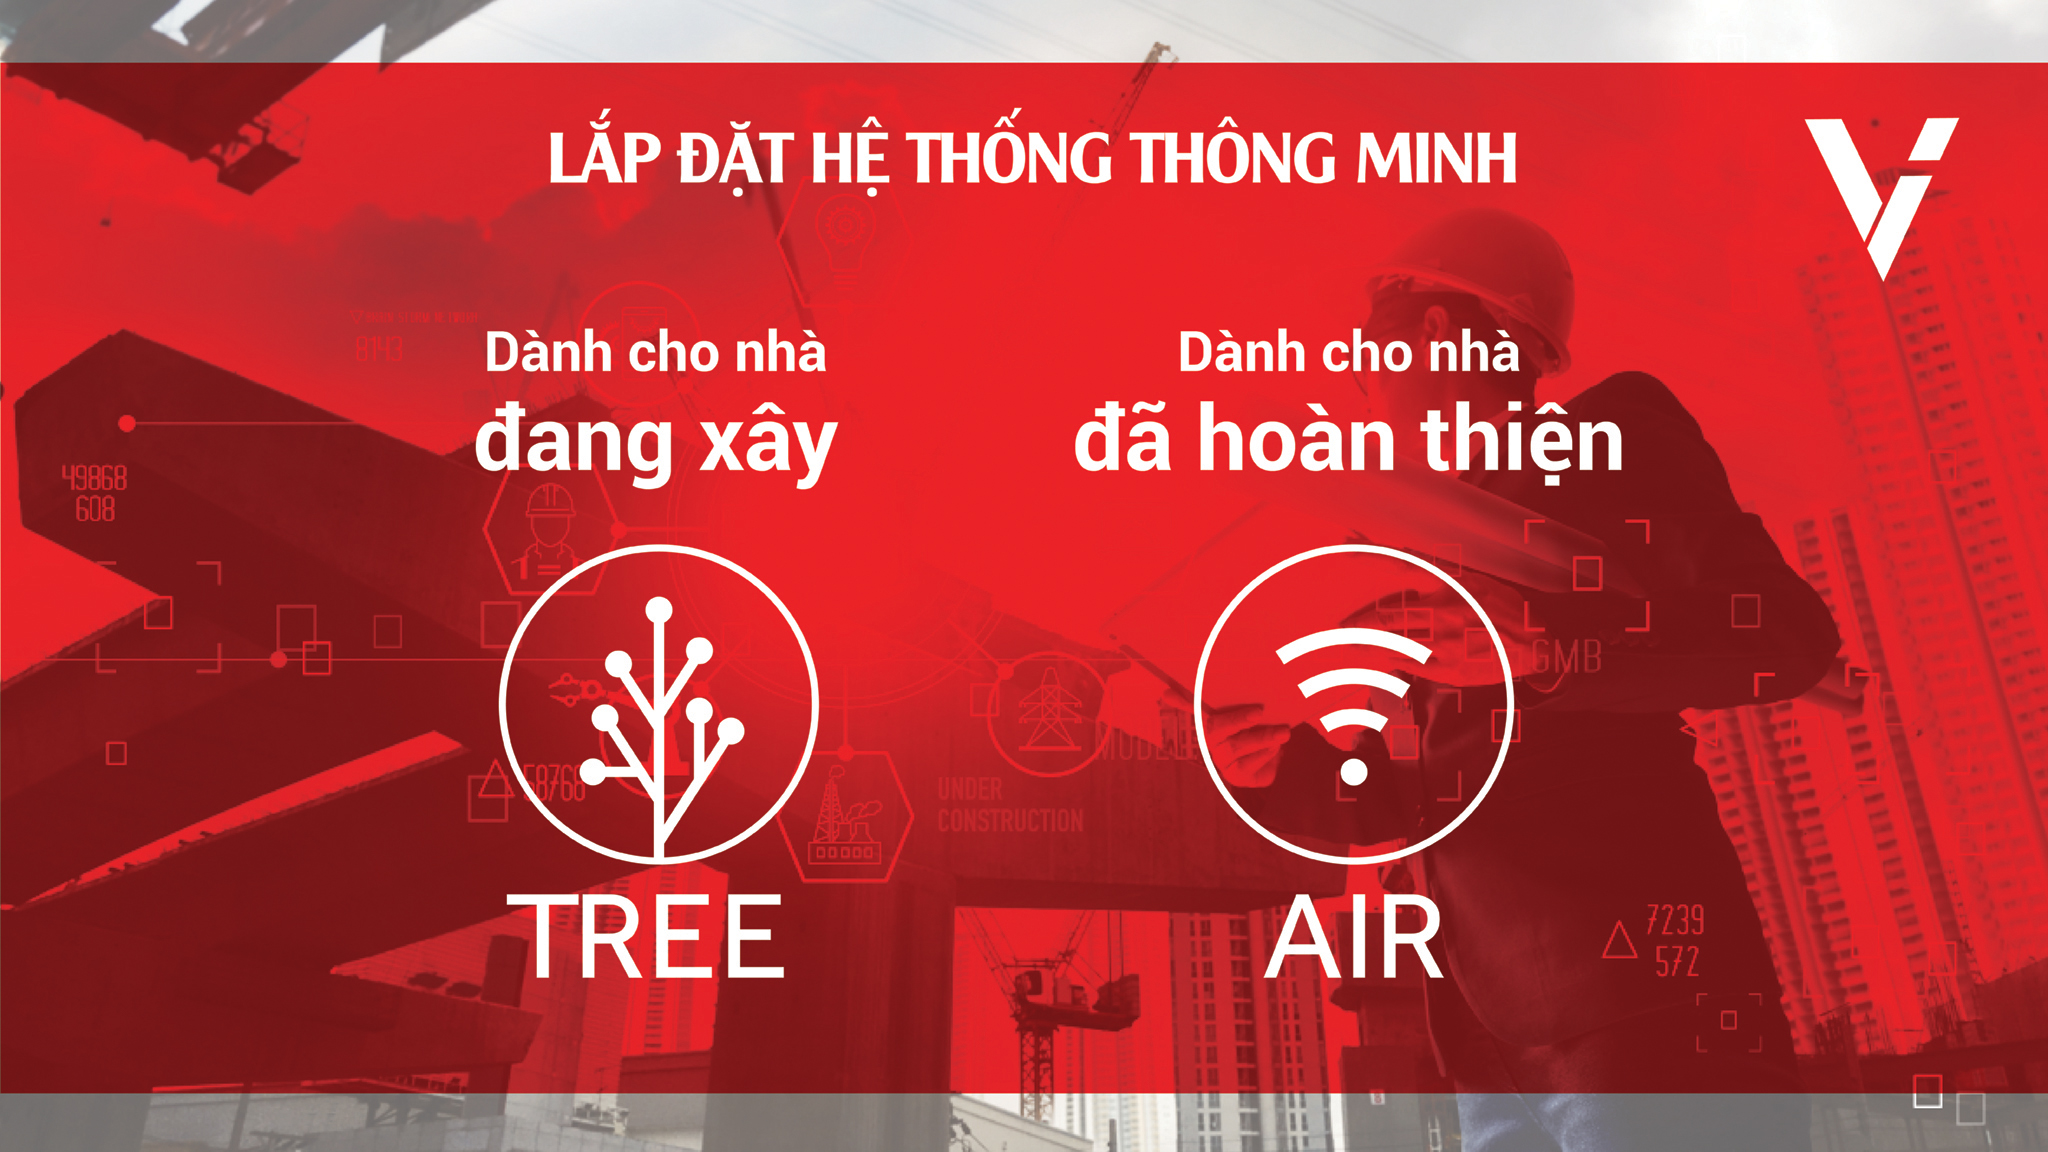 LẮP ĐẶT HỆ THỐNG THÔNG MINH
Dành cho nhà
đang xây
Dành cho nhà
đã hoàn thiện
8143
49868
608
58768
GMB
UNDER
CONSTRUCTION
TREE
AIR
7239
572